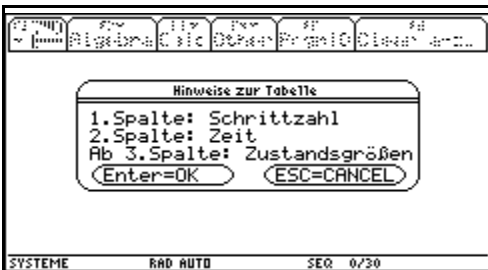 Algebra Calc Other PrgmIO Clean
Hinweise zur Tabelle
1.Spalte: Schrittzahl
2.Spalte: Zeit
Ab 3.Spalte: Zustandsgrößen
Enter=OK ESC=CANCEL
SYSTEME RAD AUTO SEQ 0/30